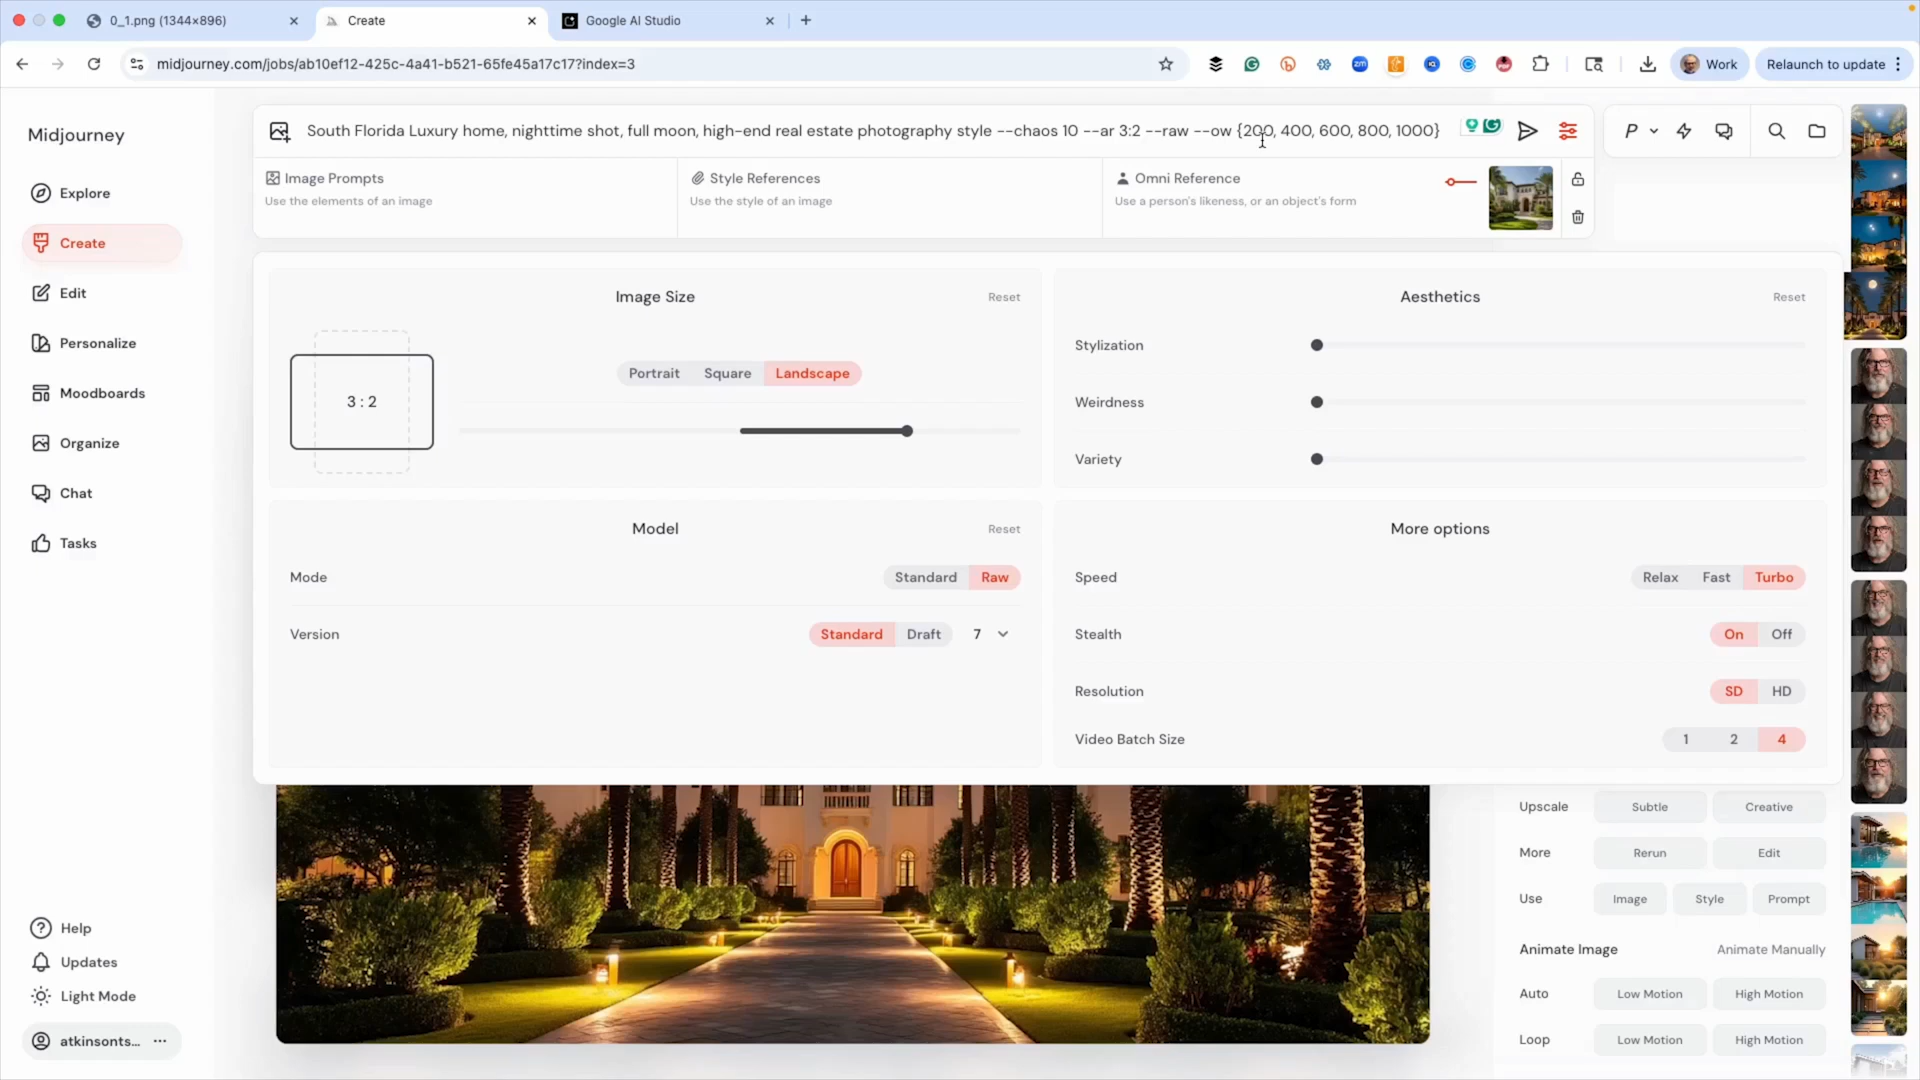 0_1.png (1344×896)
Create
Google AI Studio
midjourney.com/jobs/ab10ef12-425c-4a41-b521-65fe45a17c17?index=3
Work
Relaunch to update
Midjourney
South Florida Luxury home, nighttime shot, full moon, high-end real estate photography style --chaos 10 --ar 3:2 --raw --ow {200, 400, 600, 800, 1000}
Image Prompts
Use the elements of an image
Style References
Use the style of an image
Omni Reference
Use a person's likeness, or an object's form
Explore
Create
Edit
Personalize
Moodboards
Organize
Chat
Tasks
Image Size
Reset
3 : 2
Portrait
Square
Landscape
Aesthetics
Reset
Stylization
Weirdness
Variety
Model
Reset
Mode
Standard
Raw
Version
Standard
Draft
7
More options
Speed
Relax
Fast
Turbo
Stealth
On
Off
Resolution
SD
HD
Video Batch Size
1
2
4
Upscale
Subtle
Creative
More
Rerun
Edit
Use
Image
Style
Prompt
Animate Image
Animate Manually
Auto
Low Motion
High Motion
Loop
Low Motion
High Motion
Help
Updates
Light Mode
atkinsonts...